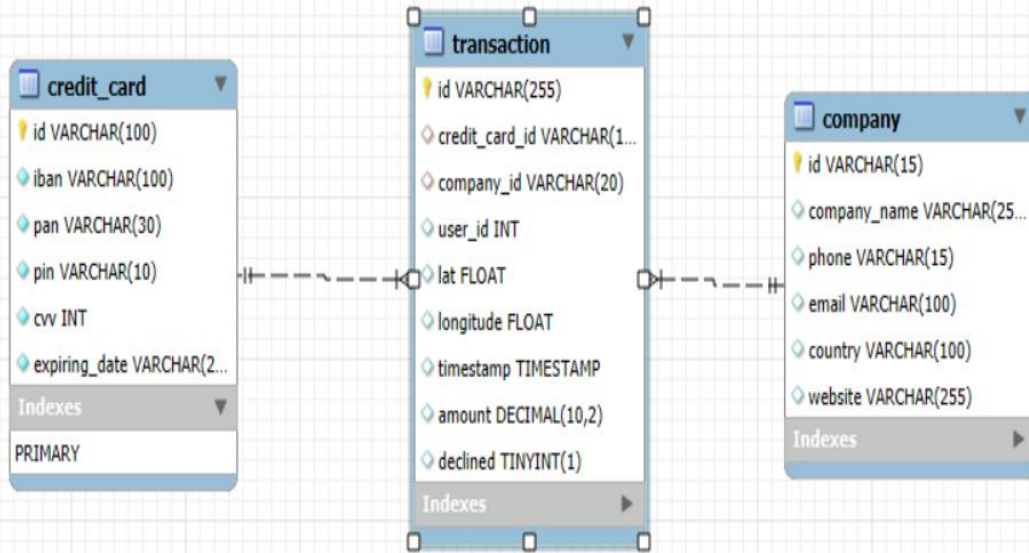 credit_card
id VARCHAR(100)
iban VARCHAR(100)
pan VARCHAR(30)
pin VARCHAR(10)
cvv INT
expiring_date VARCHAR(2...
Indexes
PRIMARY
transaction
id VARCHAR(255)
credit_card_id VARCHAR(1...
company_id VARCHAR(20)
user_id INT
lat FLOAT
longitude FLOAT
timestamp TIMESTAMP
amount DECIMAL(10,2)
declined TINYINT(1)
Indexes
company
id VARCHAR(15)
company_name VARCHAR(25...
phone VARCHAR(15)
email VARCHAR(100)
country VARCHAR(100)
website VARCHAR(255)
Indexes